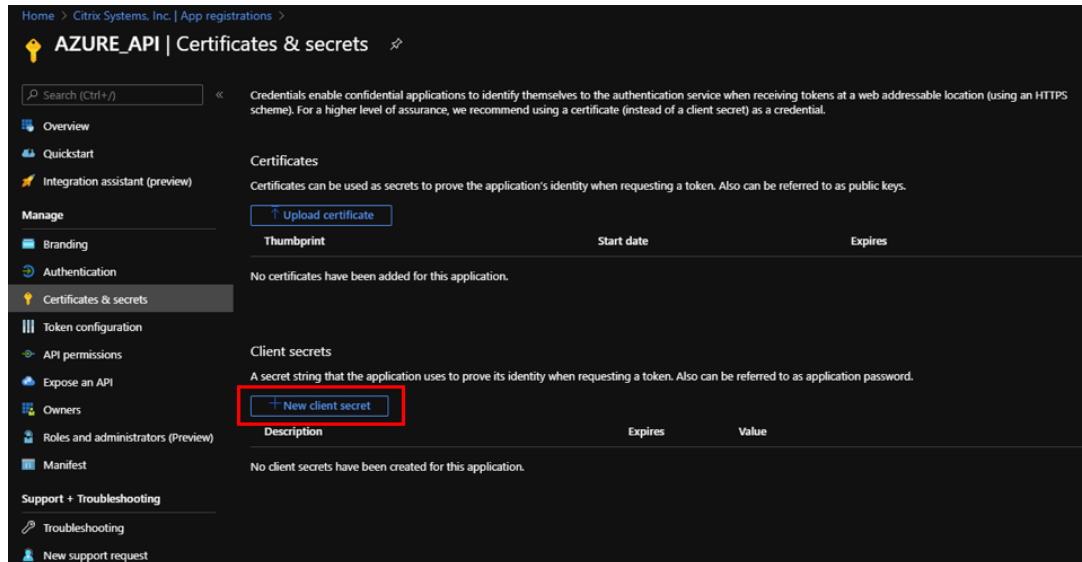 Home > Citrix Systems, Inc. | App registrations >
AZURE_API | Certificates & secrets
Search (Ctrl+/)
«
Overview
Quickstart
Integration assistant (preview)
Manage
Branding
Authentication
Certificates & secrets
Token configuration
API permissions
Expose an API
Owners
Roles and administrators (Preview)
Manifest
Support + Troubleshooting
Troubleshooting
New support request
Credentials enable confidential applications to identify themselves to the authentication service when receiving tokens at a web addressable location (using an HTTPS
scheme). For a higher level of assurance, we recommend using a certificate (instead of a client secret) as a credential.
Certificates
Certificates can be used as secrets to prove the application's identity when requesting a token. Also can be referred to as public keys.
Upload certificate
Thumbprint Start date Expires
No certificates have been added for this application.
Client secrets
A secret string that the application uses to prove its identity when requesting a token. Also can be referred to as application password.
New client secret
Description Expires Value
No client secrets have been created for this application.